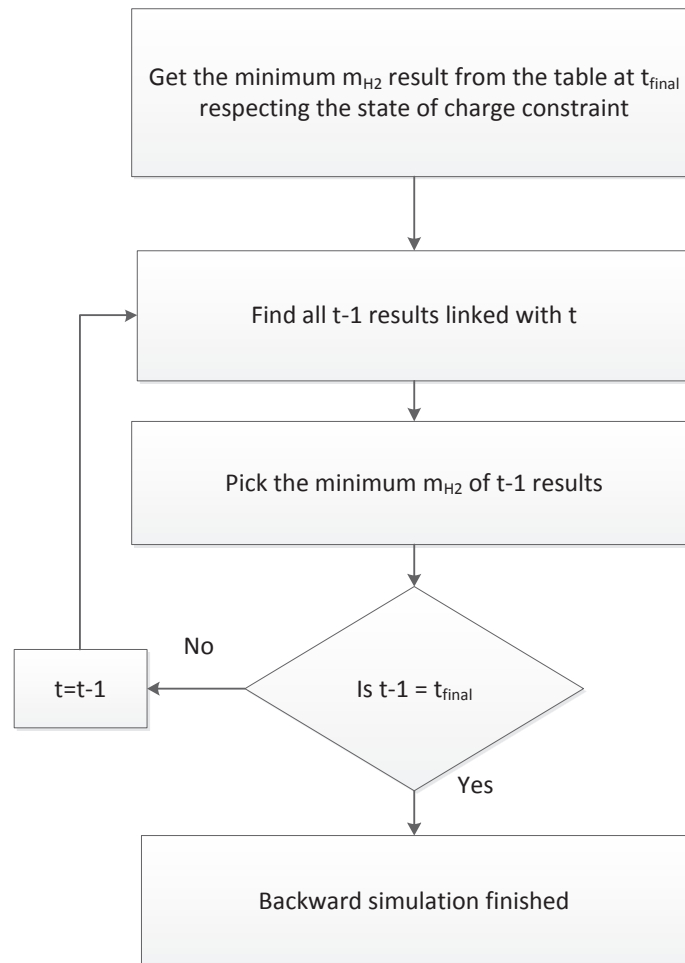 Get the minimum mH2 result from the table at tfinal
respecting the state of charge constraint
Find all t-1 results linked with t
Pick the minimum mH2 of t-1 results
No
t=t-1
Is t-1 = tfinal
Yes
Backward simulation finished